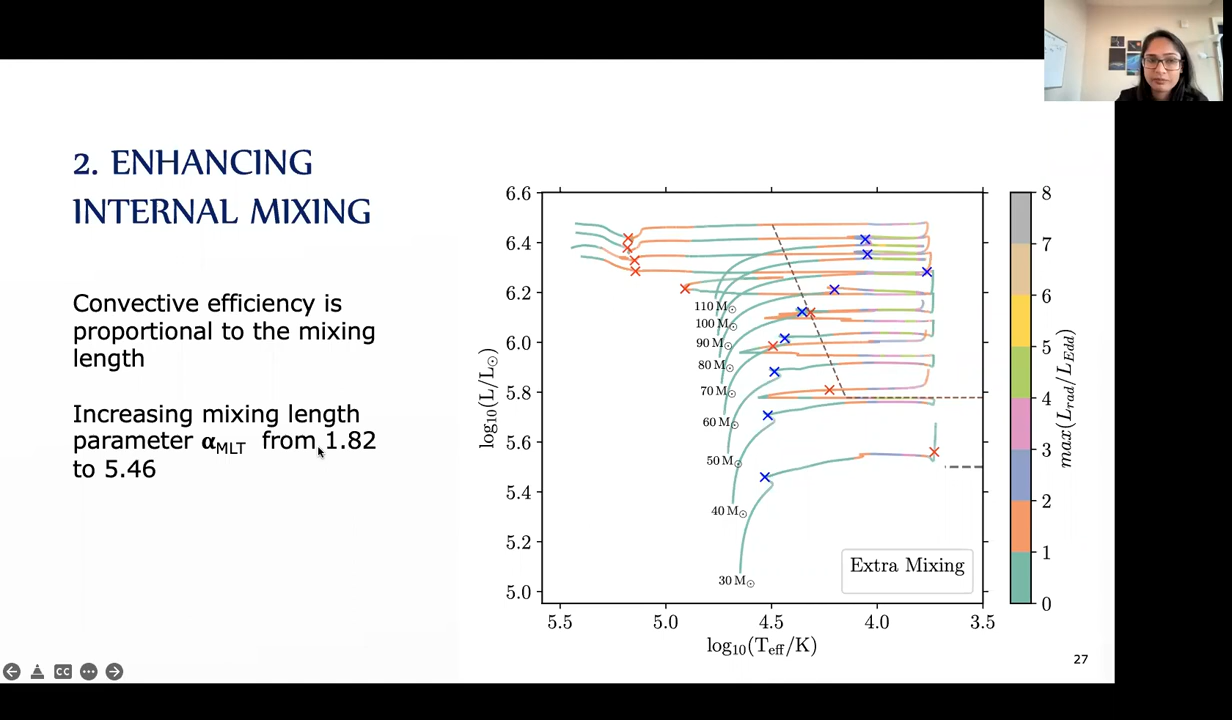 2. ENHANCING
INTERNAL MIXING
Convective efficiency is
proportional to the mixing
length
Increasing mixing length
parameter αMLT from 1.82
to 5.46
log10(L/L⊙)
6.6
6.4
6.2
6.0
5.8
5.6
5.4
5.2
5.0
110 M⊙
100 M⊙
90 M⊙
80 M⊙
70 M⊙
60 M⊙
50 M⊙
40 M⊙
30 M⊙
Extra Mixing
5.5 5.0 4.5 4.0 3.5
log10(Teff/K)
8
7
6
5
4
3
2
1
0
max(Lrad/LEdd)
27
CC